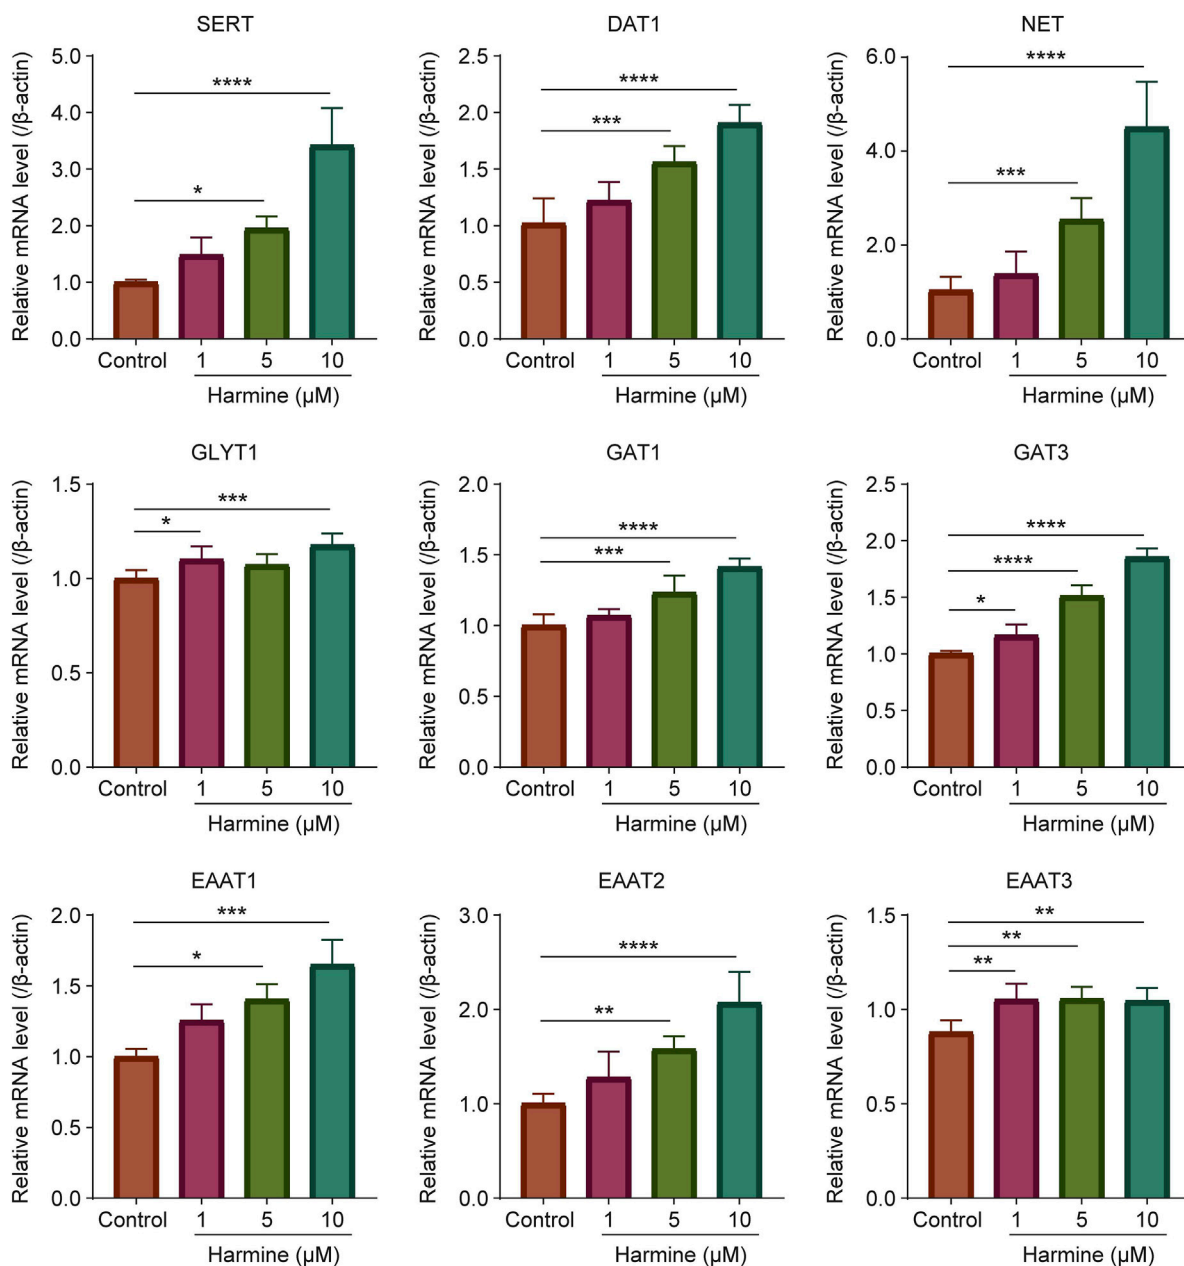 SERT
Relative mRNA level (/β-actin)
5.0
4.0
3.0
2.0
1.0
0.0
****
*
Control 1 5 10
Harmine (μM)
DAT1
Relative mRNA level (/β-actin)
2.5
2.0
1.5
1.0
0.5
0.0
****
***
Control 1 5 10
Harmine (μM)
NET
Relative mRNA level (/β-actin)
6.0
4.0
2.0
0.0
****
***
Control 1 5 10
Harmine (μM)
GLYT1
Relative mRNA level (/β-actin)
1.5
1.0
0.5
0.0
***
*
Control 1 5 10
Harmine (μM)
GAT1
Relative mRNA level (/β-actin)
2.0
1.5
1.0
0.5
0.0
****
***
Control 1 5 10
Harmine (μM)
GAT3
Relative mRNA level (/β-actin)
2.5
2.0
1.5
1.0
0.5
0.0
****
****
*
Control 1 5 10
Harmine (μM)
EAAT1
Relative mRNA level (/β-actin)
2.0
1.5
1.0
0.5
0.0
***
*
Control 1 5 10
Harmine (μM)
EAAT2
Relative mRNA level (/β-actin)
3.0
2.0
1.0
0.0
****
**
Control 1 5 10
Harmine (μM)
EAAT3
Relative mRNA level (/β-actin)
1.5
1.0
0.5
0.0
**
**
**
Control 1 5 10
Harmine (μM)